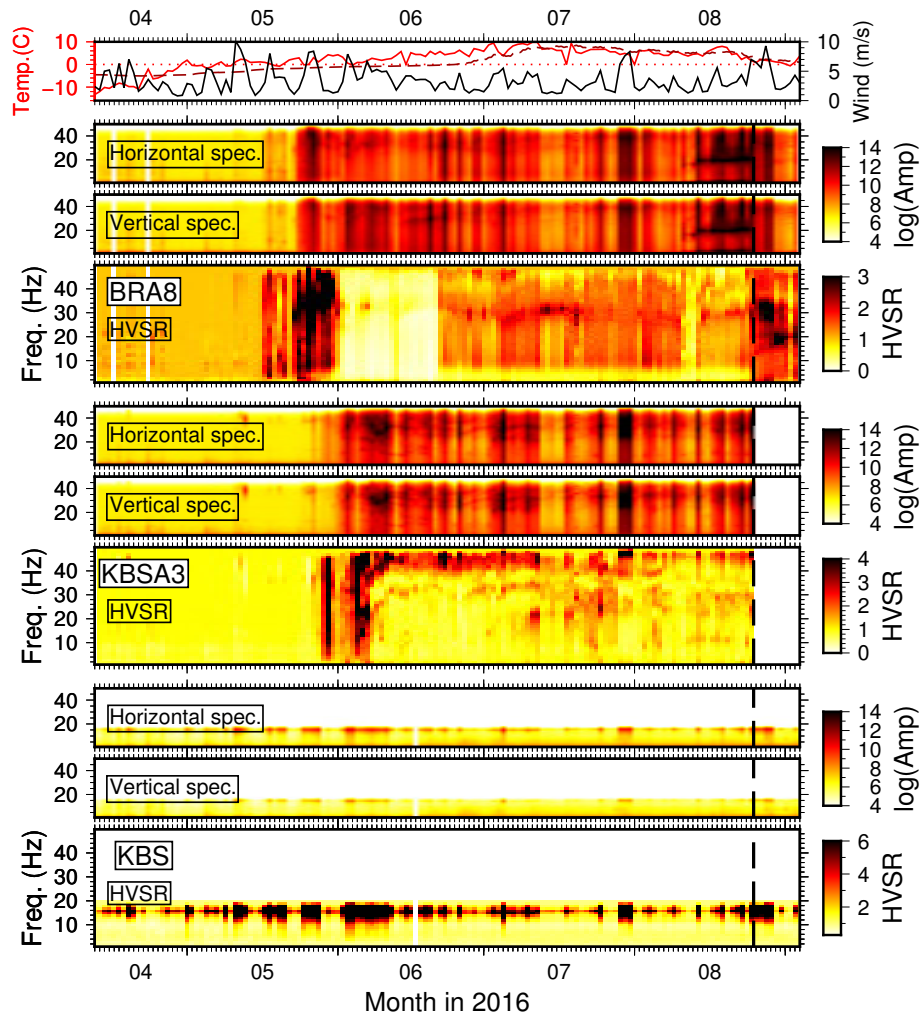 04 05 06 07 08
Temp.(C)
10
0
−10
10
5
0
Wind (m/s)
40
20
Horizontal spec.
40
20
Vertical spec.
14
12
10
8
6
4
log(Amp)
Freq. (Hz)
40
30
20
10
BRA8
HVSR
3
2
1
0
HVSR
40
20
Horizontal spec.
40
20
Vertical spec.
14
12
10
8
6
4
log(Amp)
Freq. (Hz)
40
30
20
10
KBSA3
HVSR
4
3
2
1
0
HVSR
40
20
Horizontal spec.
40
20
Vertical spec.
14
12
10
8
6
4
log(Amp)
Freq. (Hz)
40
30
20
10
KBS
HVSR
6
5
4
3
HVSR
04 05 06 07 08
Month in 2016